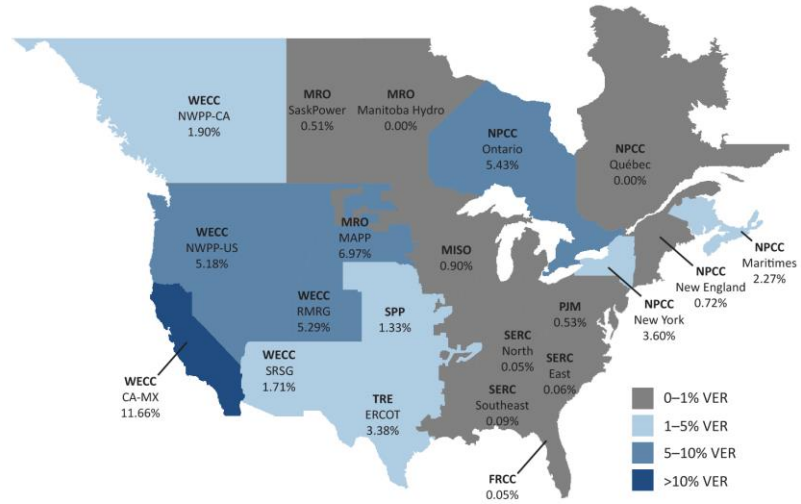 WECC
NWPP-CA
1.90%
MRO
SaskPower
0.51%
MRO
Manitoba Hydro
0.00%
NPCC
Ontario
5.43%
NPCC
Québec
0.00%
WECC
NWPP-US
5.18%
MRO
MAPP
6.97%
MISO
0.90%
NPCC
Maritimes
2.27%
NPCC
New England
0.72%
NPCC
New York
3.60%
WECC
RMRG
5.29%
SPP
1.33%
PJM
0.53%
SERC
North
0.05%
SERC
East
0.06%
WECC
CA-MX
11.66%
WECC
SRSG
1.71%
TRE
ERCOT
3.38%
SERC
Southeast
0.09%
FRCC
0.05%
0–1% VER
1–5% VER
5–10% VER
>10% VER